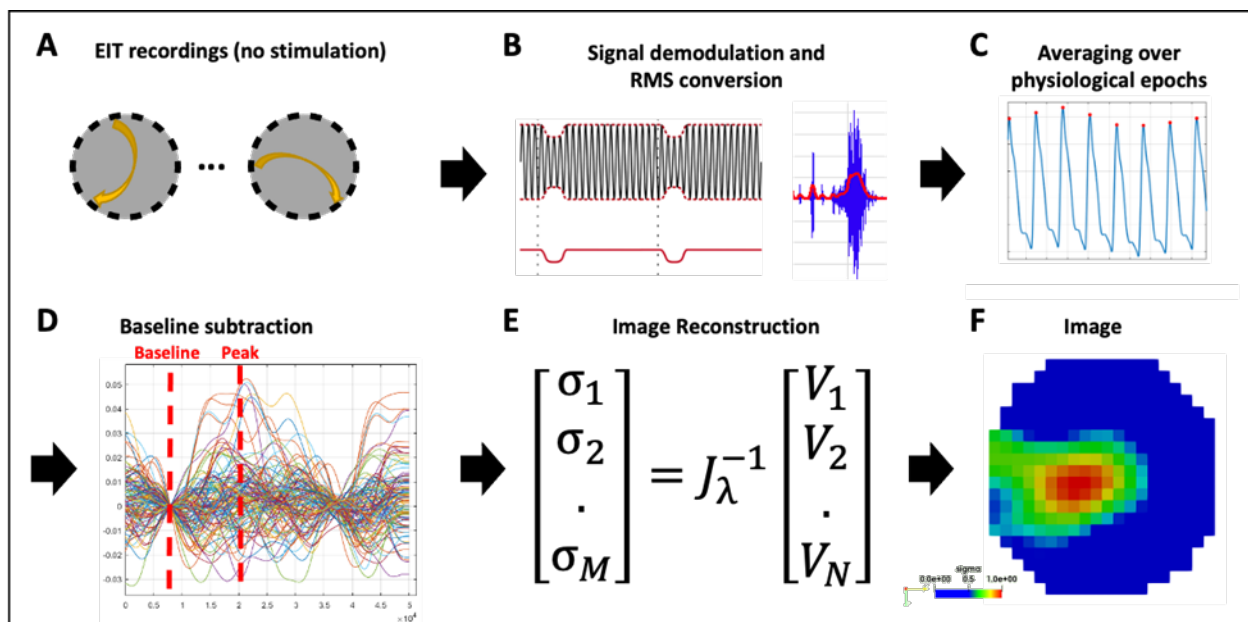 A
EIT recordings (no stimulation)
...
B
Signal demodulation and
RMS conversion
C
Averaging over
physiological epochs
D
Baseline subtraction
Baseline
Peak
0.05
0.04
0.03
0.02
0.01
0
-0.01
-0.02
-0.03
0
0.5
1
1.5
2
2.5
3
3.5
4
4.5
5
×10⁴
E
Image Reconstruction
σ₁
σ₂
.
σ_M
= J_λ⁻¹
V₁
V₂
.
V_N
F
Image
sigma
0.0e+00
0.5
1.0e+00